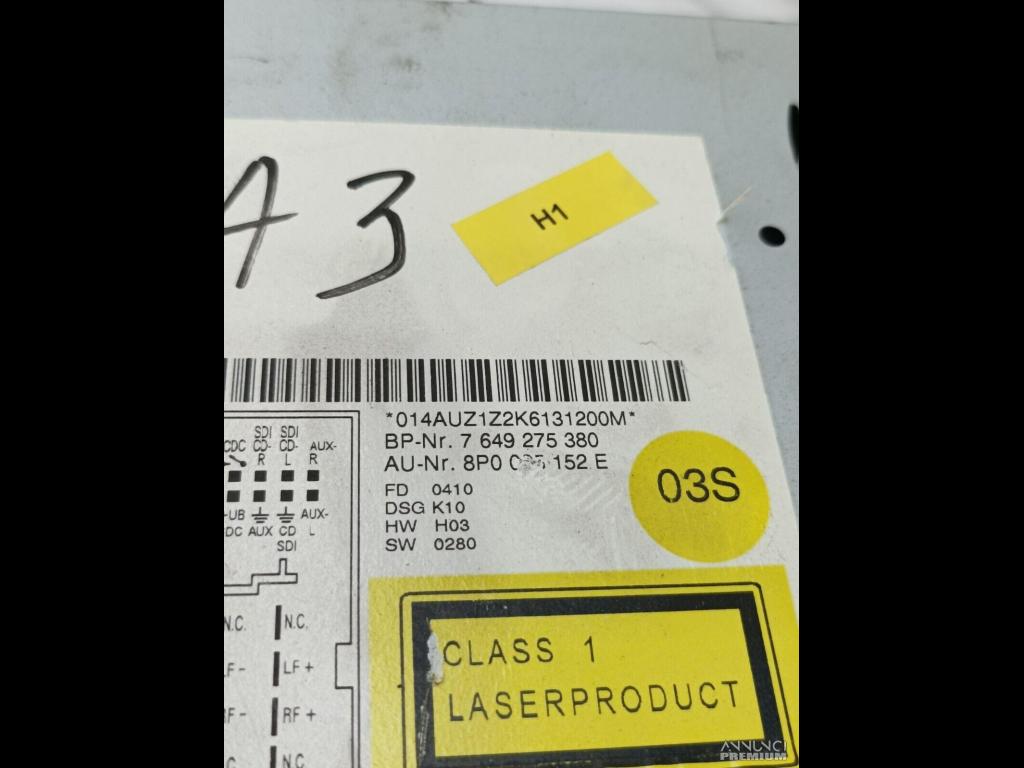 A 3
H1
*014AUZ1Z2K6131200M*
BP-Nr. 7 649 275 380
AU-Nr. 8P0 152 E
FD 0410
DSG K10
HW H03
SW 0280
03S
CDC SDI CD- R SDI CD- L AUX- R
-UB AUX-
DC AUX CD L
SDI
N.C. N.C.
LF+
RF+
N.C.
CLASS 1
LASERPRODUCT
ANNUNCI
PREMIUM